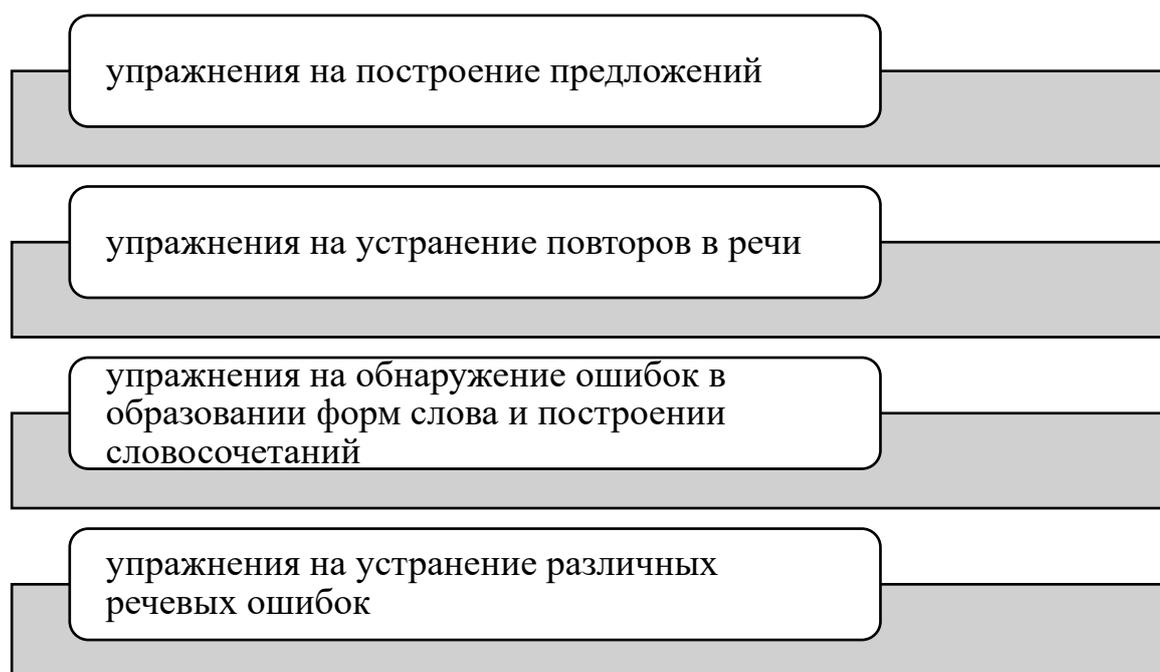 упражнения на построение предложений
упражнения на устранение повторов в речи
упражнения на обнаружение ошибок в
образовании форм слова и построении
словосочетаний
упражнения на устранение различных
речевых ошибок